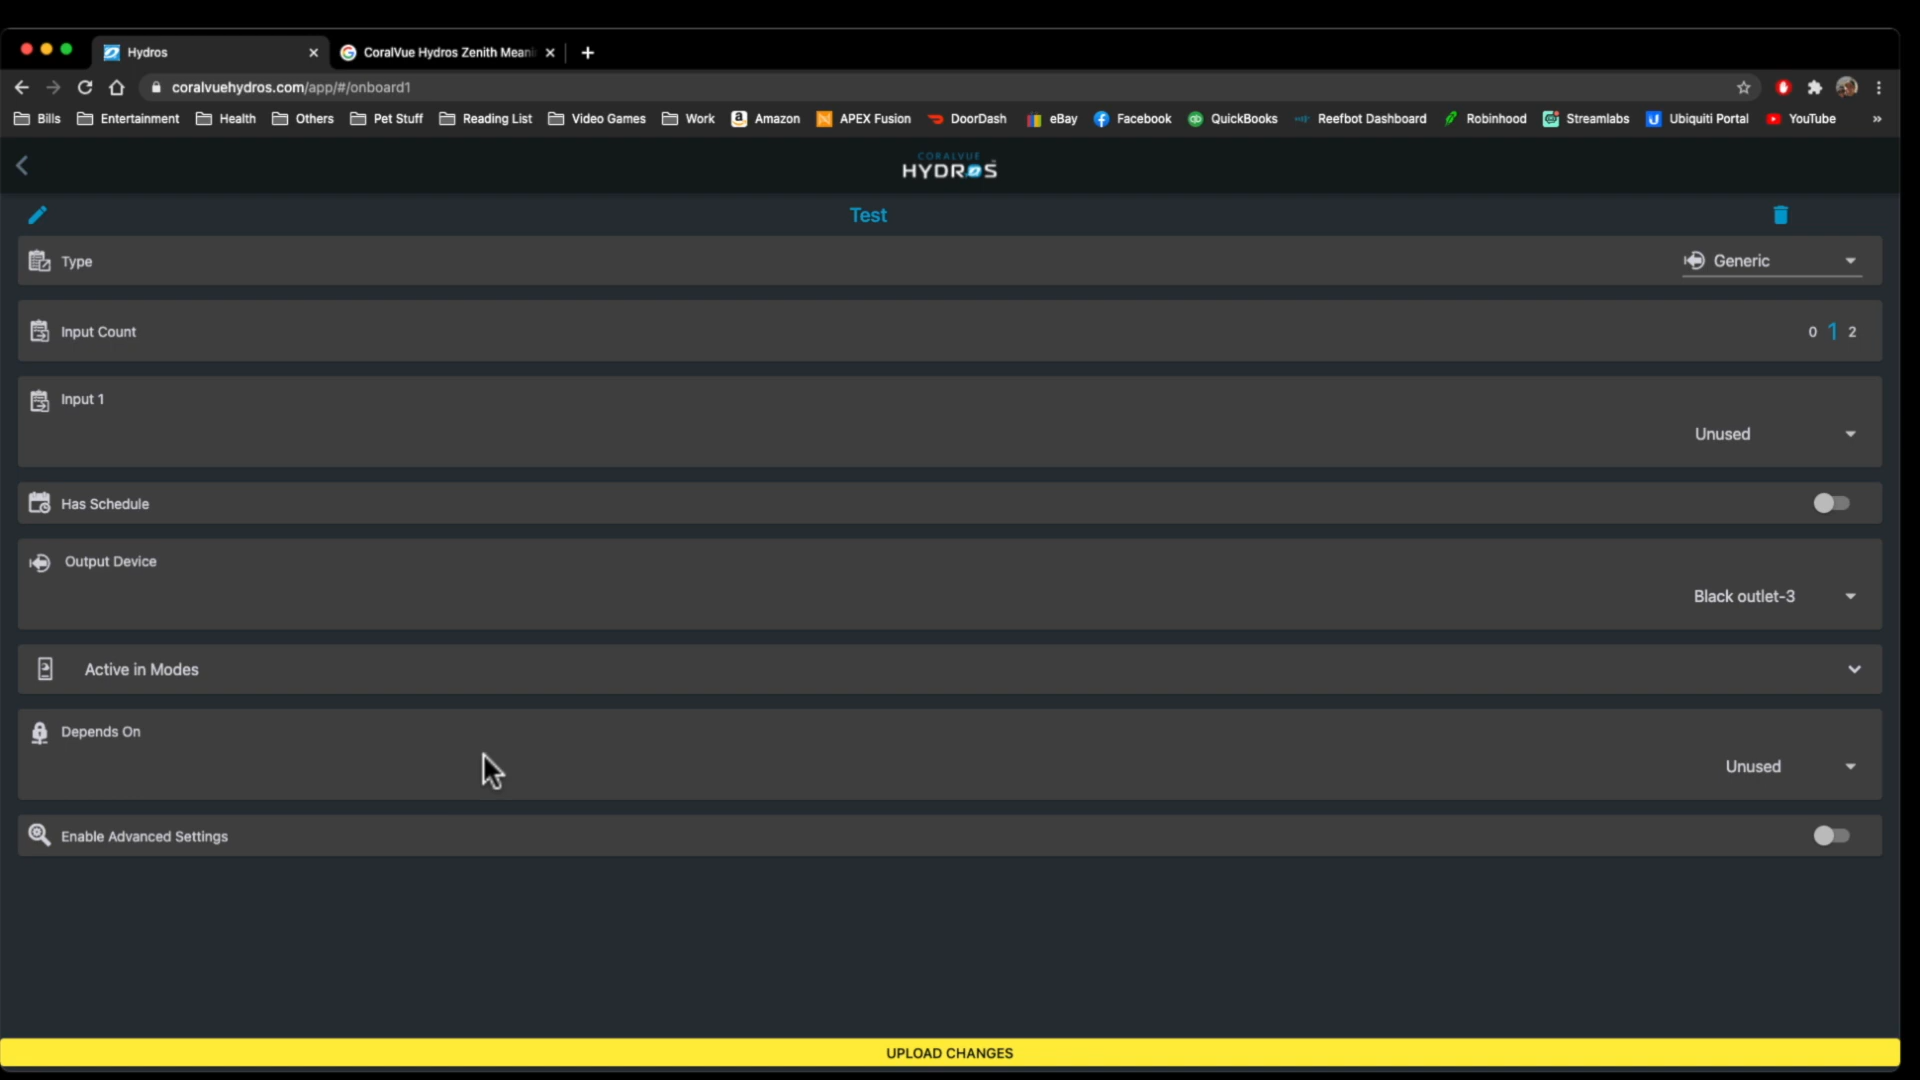 Hydros
CoralVue Hydros Zenith Meani
coralvuehydros.com/app/#/onboard1
Bills Entertainment Health Others Pet Stuff Reading List Video Games Work Amazon APEX Fusion DoorDash eBay Facebook QuickBooks Reefbot Dashboard Robinhood Streamlabs Ubiquiti Portal YouTube »
CORALVUE
HYDROS
Test
Type Generic
Input Count 0 1 2
Input 1
Unused
Has Schedule
Output Device
Black outlet-3
Active in Modes
Depends On
Unused
Enable Advanced Settings
UPLOAD CHANGES